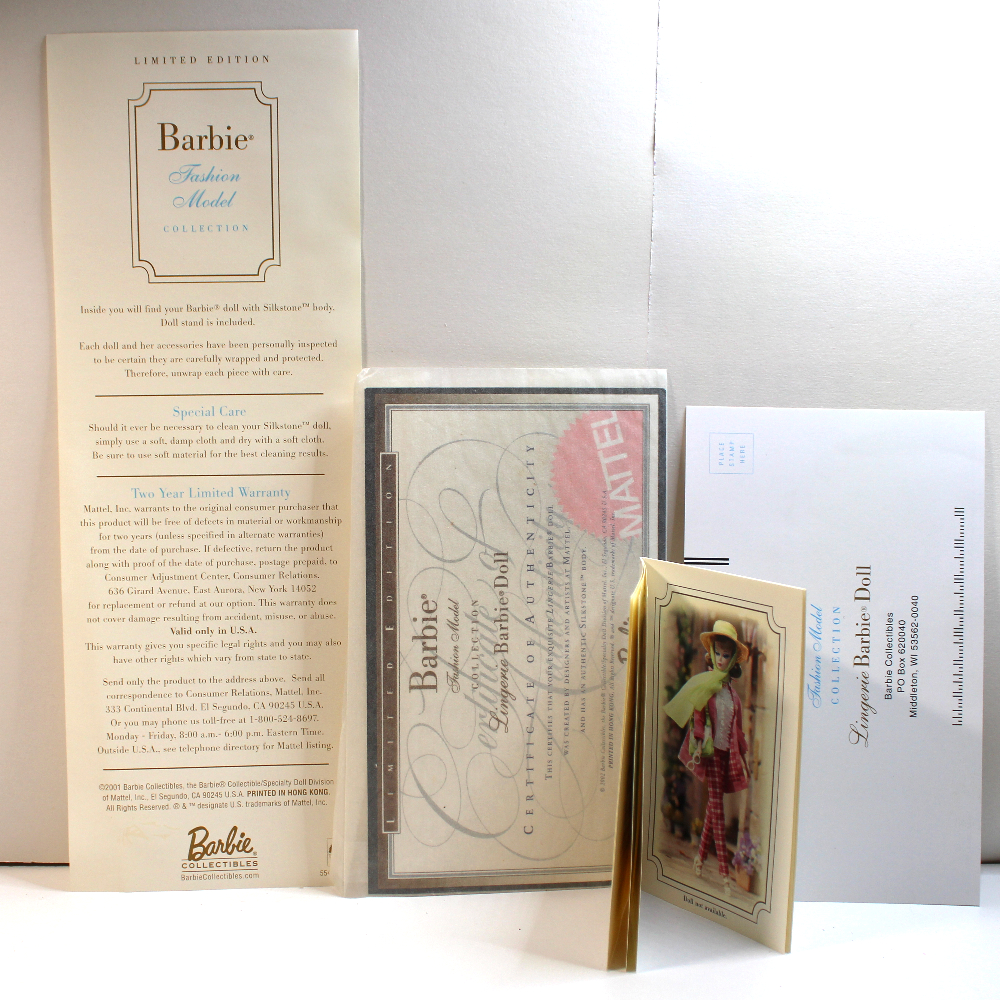 LIMITED EDITION
Barbie®
Fashion
Model
COLLECTION
Inside you will find your Barbie® doll with Silkstone™ body.
Doll stand is included.
Each doll and her accessories have been personally inspected
to be certain they are carefully wrapped and protected.
Therefore, unwrap each piece with care.
Special Care
Should it ever be necessary to clean your Silkstone™ doll,
simply use a soft, damp cloth and dry with a soft cloth.
Be sure to use soft material for the best cleaning results.
Two Year Limited Warranty
Mattel, Inc. warrants to the original consumer purchaser that
this product will be free of defects in material or workmanship
for two years (unless specified in alternate warranties)
from the date of purchase. If defective, return the product
along with proof of the date of purchase, postage prepaid, to
Consumer Adjustment Center, Consumer Relations,
636 Girard Avenue, East Aurora, New York 14052
for replacement or refund at our option. This warranty does
not cover damage resulting from accident, misuse, or abuse.
Valid only in U.S.A.
This warranty gives you specific legal rights and you may also
have other rights which vary from state to state.
Send only the product to the address above. Send all
correspondence to Consumer Relations, Mattel, Inc.
333 Continental Blvd. El Segundo, CA 90245 U.S.A.
Or you may phone us toll-free at 1-800-524-8697.
Monday - Friday, 8:00 a.m.- 6:00 p.m. Eastern Time.
Outside U.S.A., see telephone directory for Mattel listing.
©2001 Barbie Collectibles, the Barbie® Collectible/Specialty Doll Division
of Mattel, Inc., El Segundo, CA 90245 U.S.A. PRINTED IN HONG KONG.
All Rights Reserved. ® & ™ designate U.S. trademarks of Mattel, Inc.
Barbie
COLLECTIBLES
BarbieCollectibles.com
LIMITED EDITION
Barbie®
Fashion Model
COLLECTION
Lingerie Barbie® Doll
CERTIFICATE OF AUTHENTICITY
THIS CERTIFIES THAT YOUR EXQUISITE LINGERIE BARBIE® DOLL
WAS CREATED BY DESIGNERS AND ARTISTS AT MATTEL,
AND HAS AN AUTHENTIC SILKSTONE™ BODY.
MATTEL
Doll not available.
PLACE
STAMP
HERE
Fashion Model
COLLECTION
Lingerie Barbie® Doll
Barbie Collectibles
PO Box 620040
Middleton, WI 53562-0040